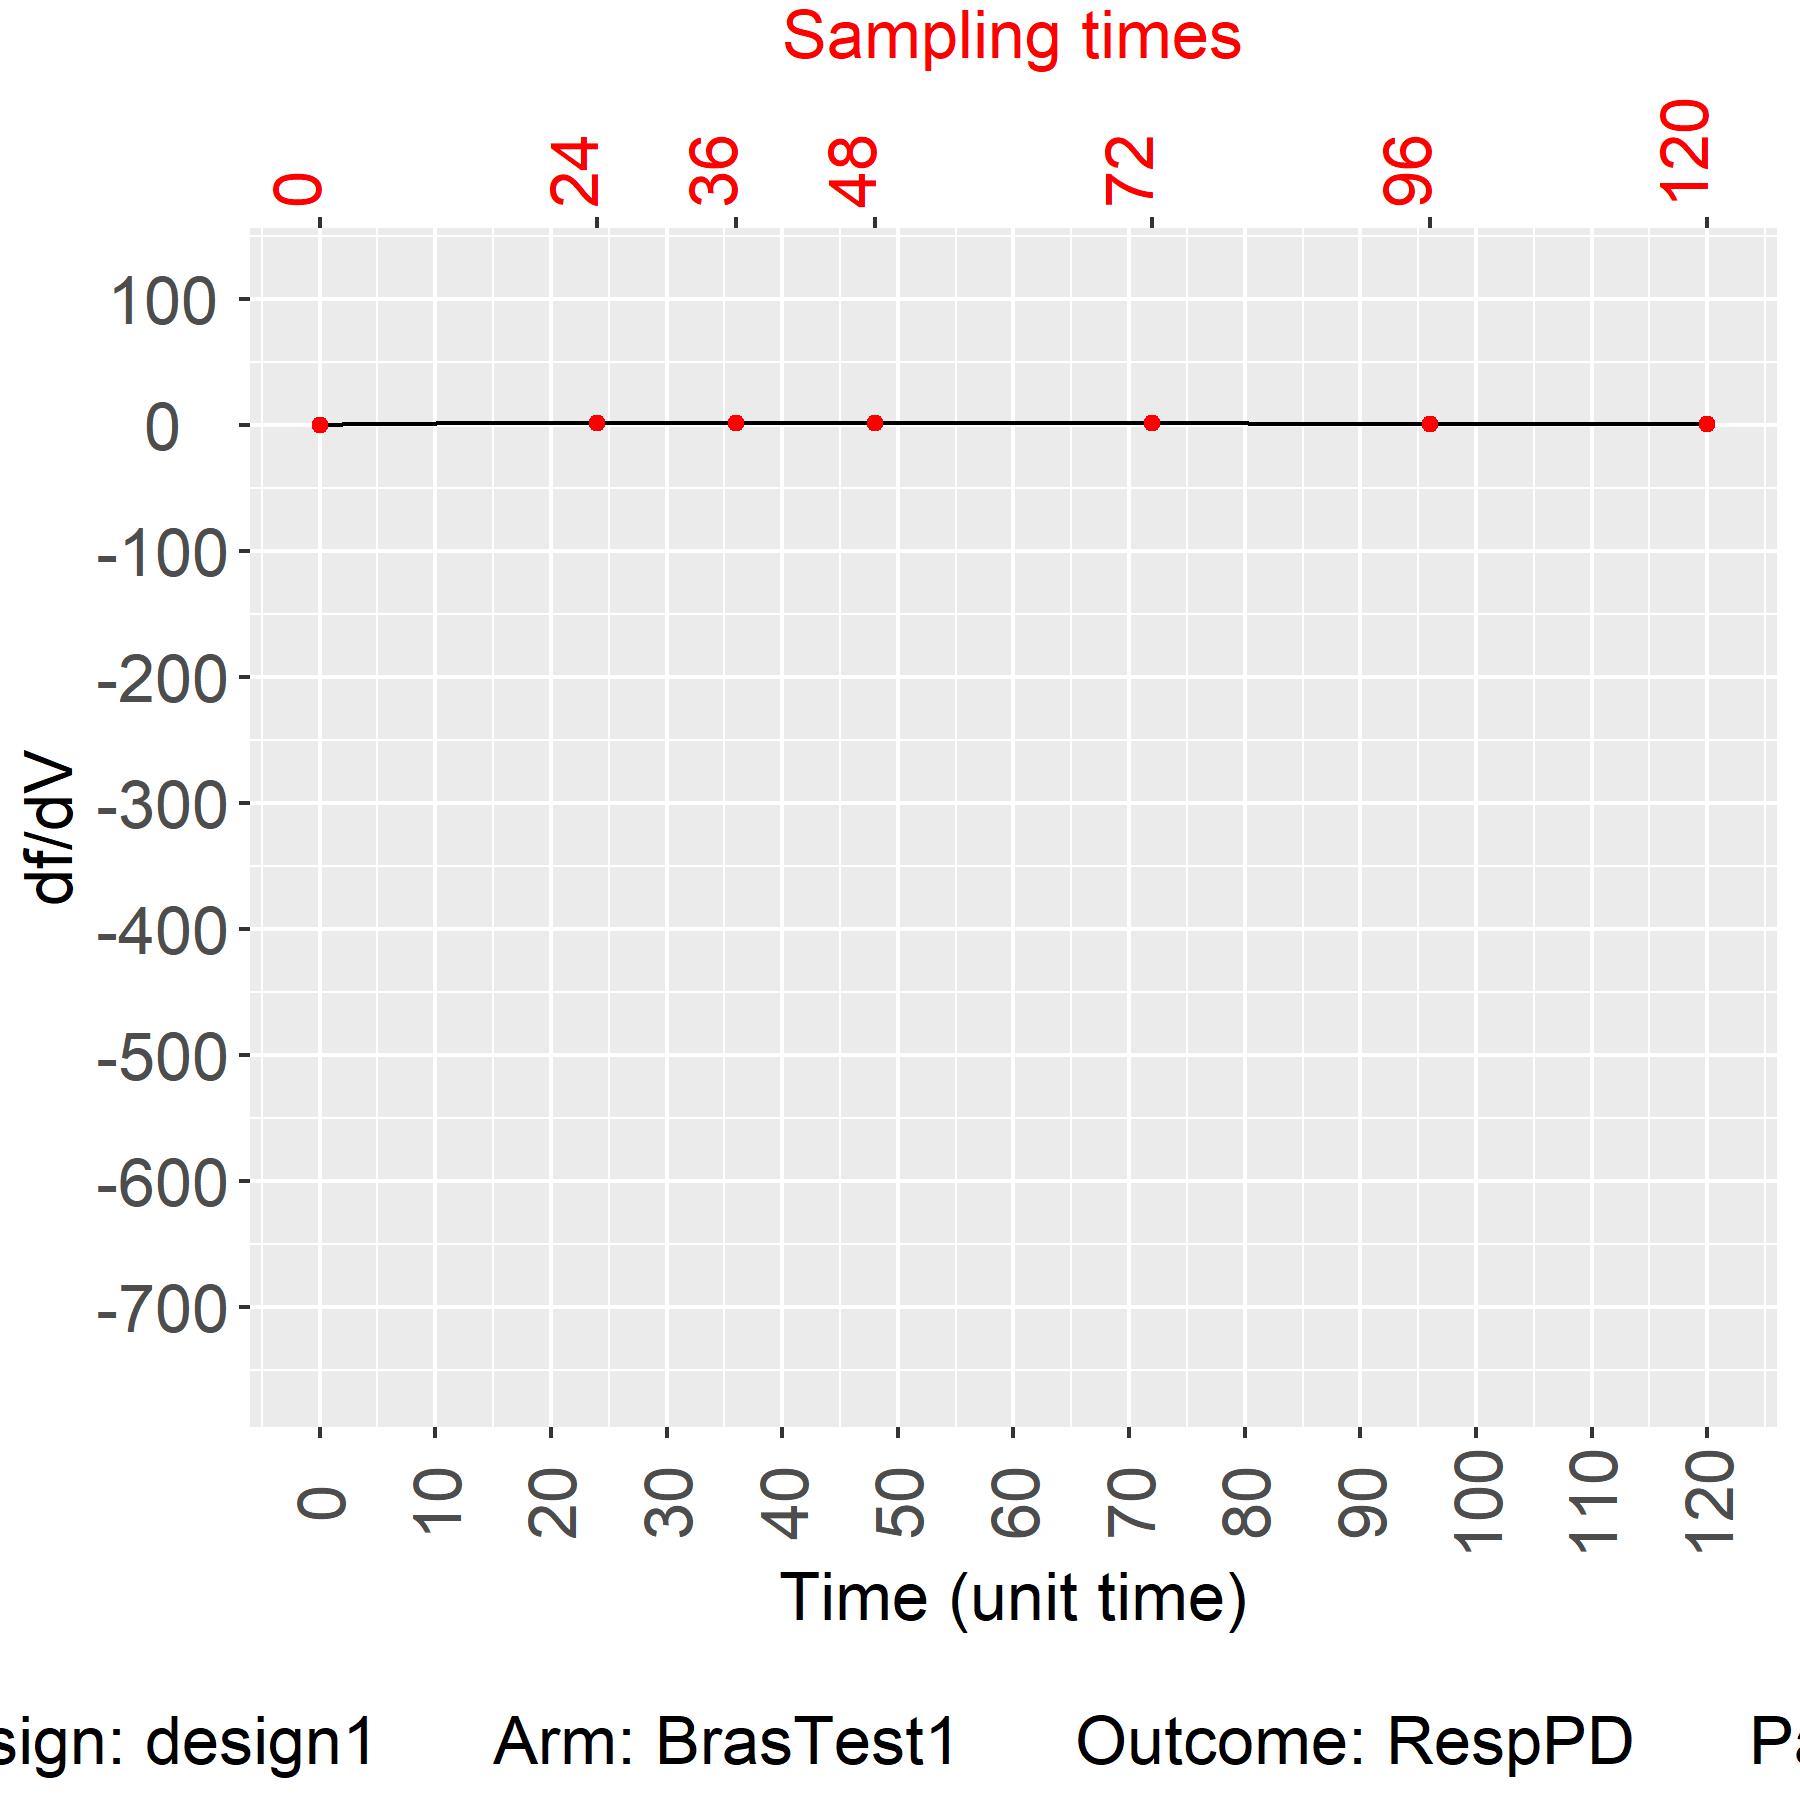 Sampling times
0 24 36 48 72 96 120
100
0
-100
-200
-300
-400
-500
-600
-700
df/dV
0 10 20 30 40 50 60 70 80 90 100 110 120
Time (unit time)
sign: design1 Arm: BrasTest1 Outcome: RespPD Pa